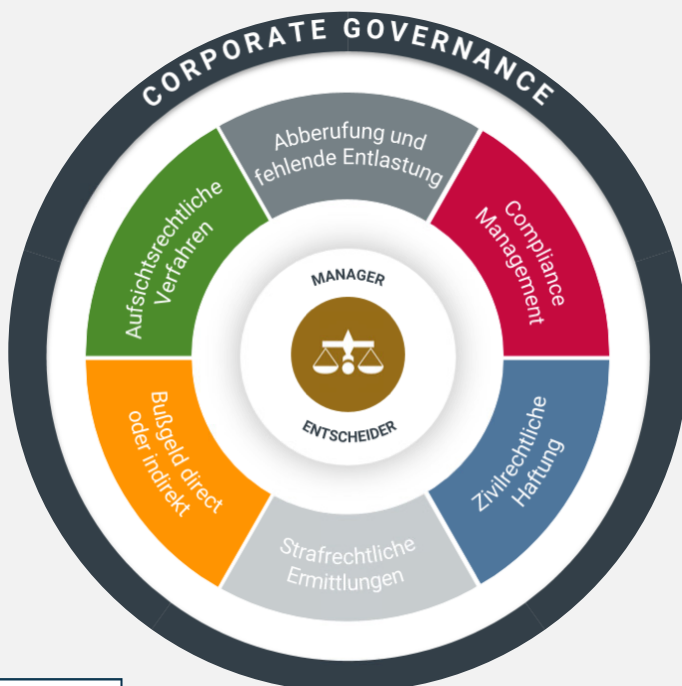 CORPORATE GOVERNANCE
Abberufung und
fehlende Entlastung
Compliance
Management
Zivilrechtliche
Haftung
Strafrechtliche
Ermittlungen
Bußgeld direct
oder indirekt
Aufsichtsrechtliche
Verfahren
MANAGER
ENTSCHEIDER